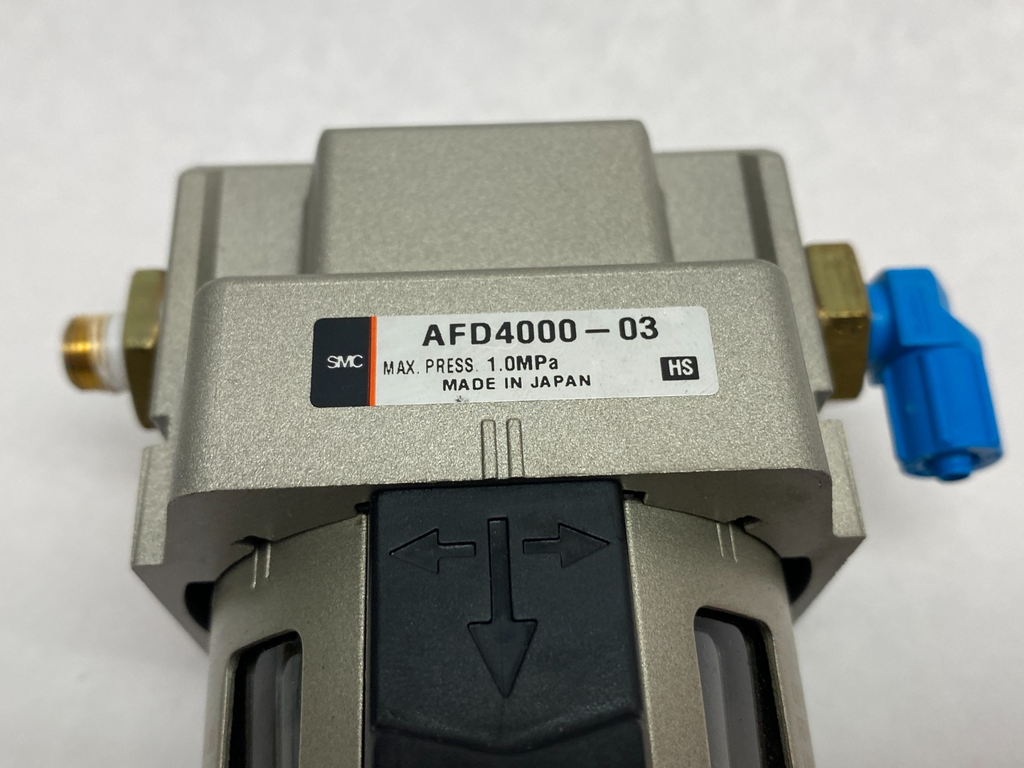 AFD4000-03
SMC MAX. PRESS. 1.0MPa HS
MADE IN JAPAN